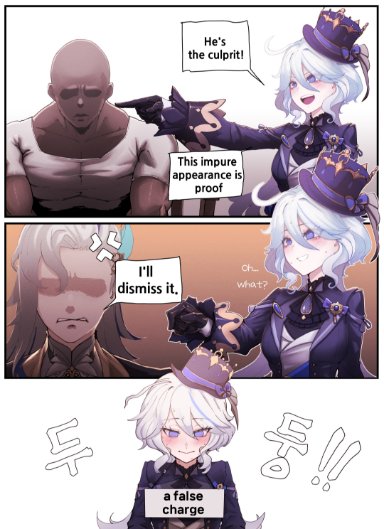 He's
the culprit!
This impure
appearance is
proof
I'll
dismiss it.
Oh...
what?
두
둥!!
a false
charge